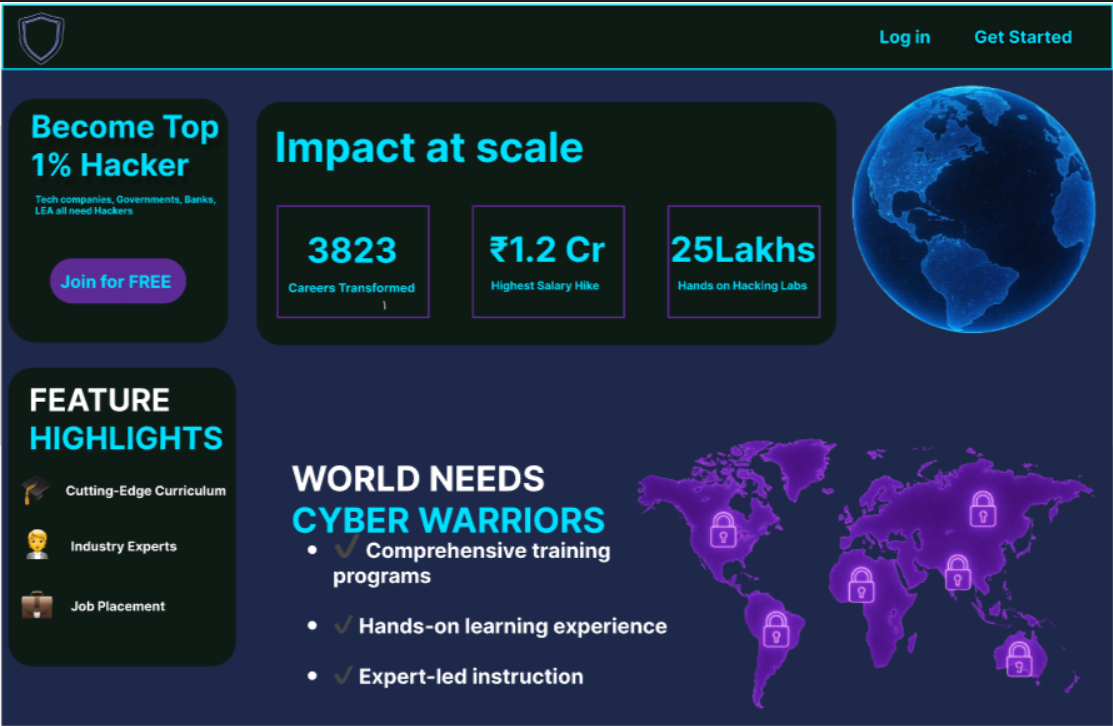 Log in
Get Started
Become Top
1% Hacker
Tech companies, Governments, Banks,
LEA all need Hackers
Join for FREE
Impact at scale
3823
Careers Transformed
1
₹1.2 Cr
Highest Salary Hike
25Lakhs
Hands on Hacking Labs
FEATURE
HIGHLIGHTS
Cutting-Edge Curriculum
Industry Experts
Job Placement
WORLD NEEDS
CYBER WARRIORS
• ✔ Comprehensive training
programs
• ✔ Hands-on learning experience
• ✔ Expert-led instruction